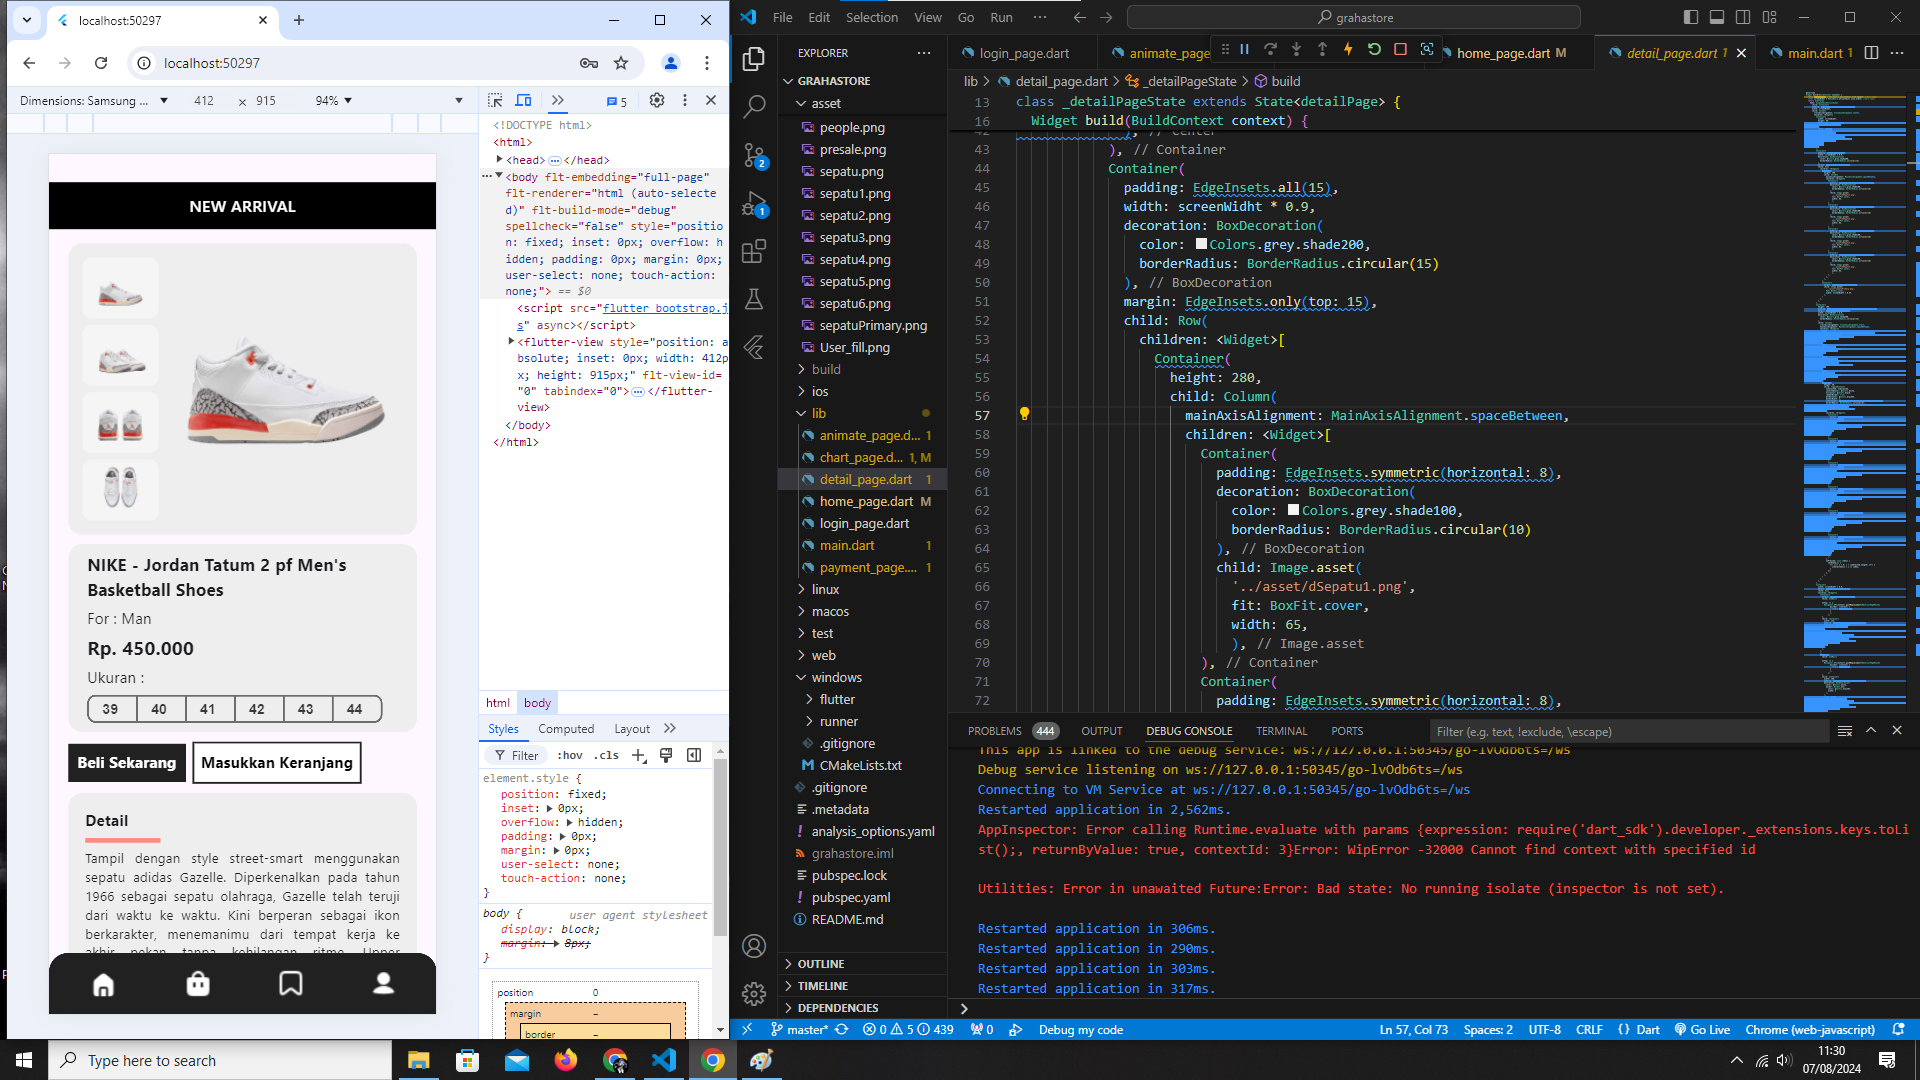 localhost:50297
localhost:50297
Dimensions: Samsung ...
412
×
915
94%
5
NEW ARRIVAL
NIKE - Jordan Tatum 2 pf Men's
Basketball Shoes
For : Man
Rp. 450.000
Ukuran :
39 40 41 42 43 44
Beli Sekarang
Masukkan Keranjang
Detail
Tampil dengan style street-smart menggunakan
sepatu adidas Gazelle. Diperkenalkan pada tahun
1966 sebagai sepatu olahraga, Gazelle telah teruji
dari waktu ke waktu. Kini berperan sebagai ikon
berkarakter, menemanimu dari tempat kerja ke
akhir pekan tanpa kehilangan ritme. Upper
<!DOCTYPE html>
<html>
<head> ··· </head>
··· <body flt-embedding="full-page"
flt-renderer="html (auto-selecte
d)" flt-build-mode="debug"
spellcheck="false" style="positio
n: fixed; inset: 0px; overflow: h
idden; padding: 0px; margin: 0px;
user-select: none; touch-action:
none;"> == $0
<script src="flutter_bootstrap.j
s" async></script>
<flutter-view style="position: a
bsolute; inset: 0px; width: 412p
x; height: 915px;" flt-view-id=
"0" tabindex="0"> ··· </flutter-
view>
</body>
</html>
html body
Styles Computed Layout
Filter :hov .cls
element.style {
position: fixed;
inset: 0px;
overflow: hidden;
padding: 0px;
margin: 0px;
user-select: none;
touch-action: none;
}
body { user agent stylesheet
display: block;
margin: 8px;
}
position 0
margin –
border –
File Edit Selection View Go Run ···
grahastore
EXPLORER ···
GRAHASTORE
asset
people.png
presale.png
sepatu.png
sepatu1.png
sepatu2.png
sepatu3.png
sepatu4.png
sepatu5.png
sepatu6.png
sepatuPrimary.png
User_fill.png
build
ios
lib
animate_page.d... 1
chart_page.d... 1, M
detail_page.dart 1
home_page.dart M
login_page.dart
main.dart 1
payment_page.... 1
linux
macos
test
web
windows
flutter
runner
.gitignore
CMakeLists.txt
.gitignore
.metadata
analysis_options.yaml
grahastore.iml
pubspec.lock
pubspec.yaml
README.md
OUTLINE
TIMELINE
DEPENDENCIES
2
1
login_page.dart
animate_page
home_page.dart M
detail_page.dart 1
main.dart 1
lib > detail_page.dart > _detailPageState > build
13 class _detailPageState extends State<detailPage> {
16 Widget build(BuildContext context) {
42 ), // Center
43 ), // Container
44 Container(
45 padding: EdgeInsets.all(15),
46 width: screenWidht * 0.9,
47 decoration: BoxDecoration(
48 color: Colors.grey.shade200,
49 borderRadius: BorderRadius.circular(15)
50 ), // BoxDecoration
51 margin: EdgeInsets.only(top: 15),
52 child: Row(
53 children: <Widget>[
54 Container(
55 height: 280,
56 child: Column(
57 mainAxisAlignment: MainAxisAlignment.spaceBetween,
58 children: <Widget>[
59 Container(
60 padding: EdgeInsets.symmetric(horizontal: 8),
61 decoration: BoxDecoration(
62 color: Colors.grey.shade100,
63 borderRadius: BorderRadius.circular(10)
64 ), // BoxDecoration
65 child: Image.asset(
66 '../asset/dSepatu1.png',
67 fit: BoxFit.cover,
68 width: 65,
69 ), // Image.asset
70 ), // Container
71 Container(
72 padding: EdgeInsets.symmetric(horizontal: 8),
PROBLEMS 444 OUTPUT DEBUG CONSOLE TERMINAL PORTS
Filter (e.g. text, !exclude, \escape)
This app is linked to the debug service: ws://127.0.0.1:50345/go-lvOdb6ts=/ws
Debug service listening on ws://127.0.0.1:50345/go-lvOdb6ts=/ws
Connecting to VM Service at ws://127.0.0.1:50345/go-lvOdb6ts=/ws
Restarted application in 2,562ms.
AppInspector: Error calling Runtime.evaluate with params {expression: require('dart_sdk').developer._extensions.keys.toLi
st();, returnByValue: true, contextId: 3}Error: WipError -32000 Cannot find context with specified id
Utilities: Error in unawaited Future:Error: Bad state: No running isolate (inspector is not set).
Restarted application in 306ms.
Restarted application in 290ms.
Restarted application in 303ms.
Restarted application in 317ms.
master* 0 5 439 0 Debug my code
Ln 57, Col 73 Spaces: 2 UTF-8 CRLF {} Dart Go Live Chrome (web-javascript)
Type here to search
11:30
07/08/2024